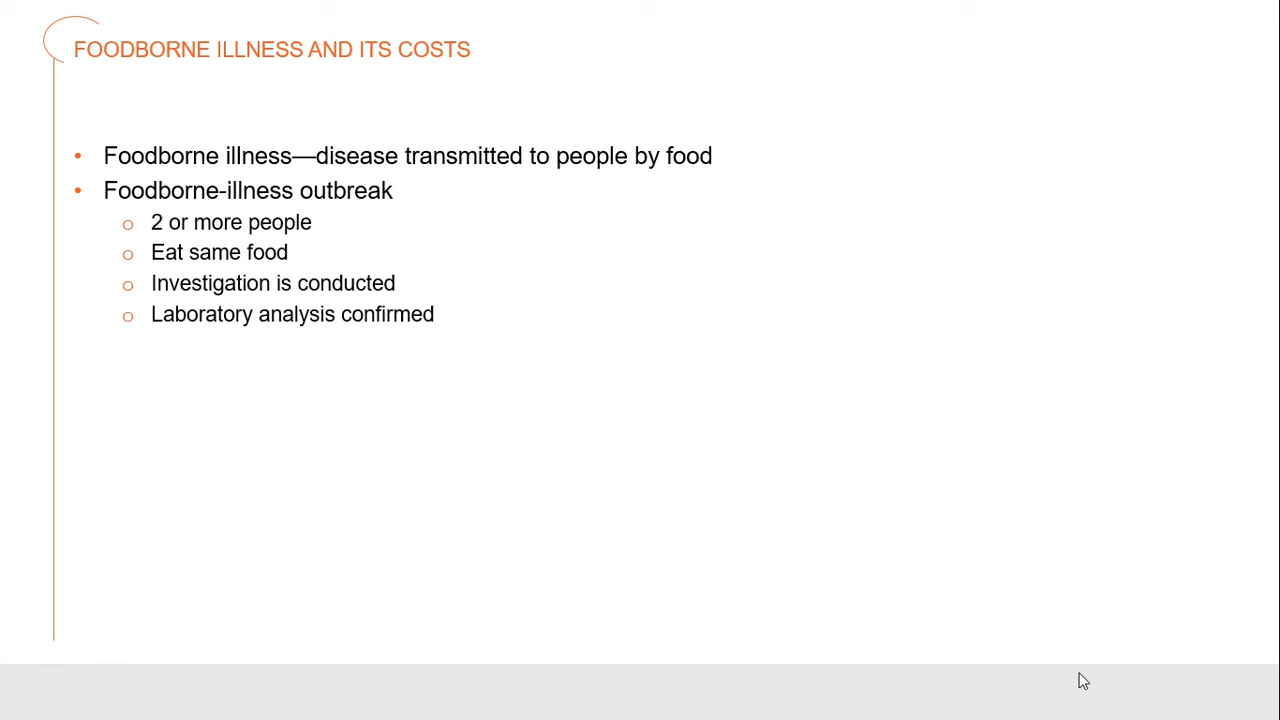 FOODBORNE ILLNESS AND ITS COSTS
• Foodborne illness—disease transmitted to people by food
• Foodborne-illness outbreak
o 2 or more people
o Eat same food
o Investigation is conducted
o Laboratory analysis confirmed